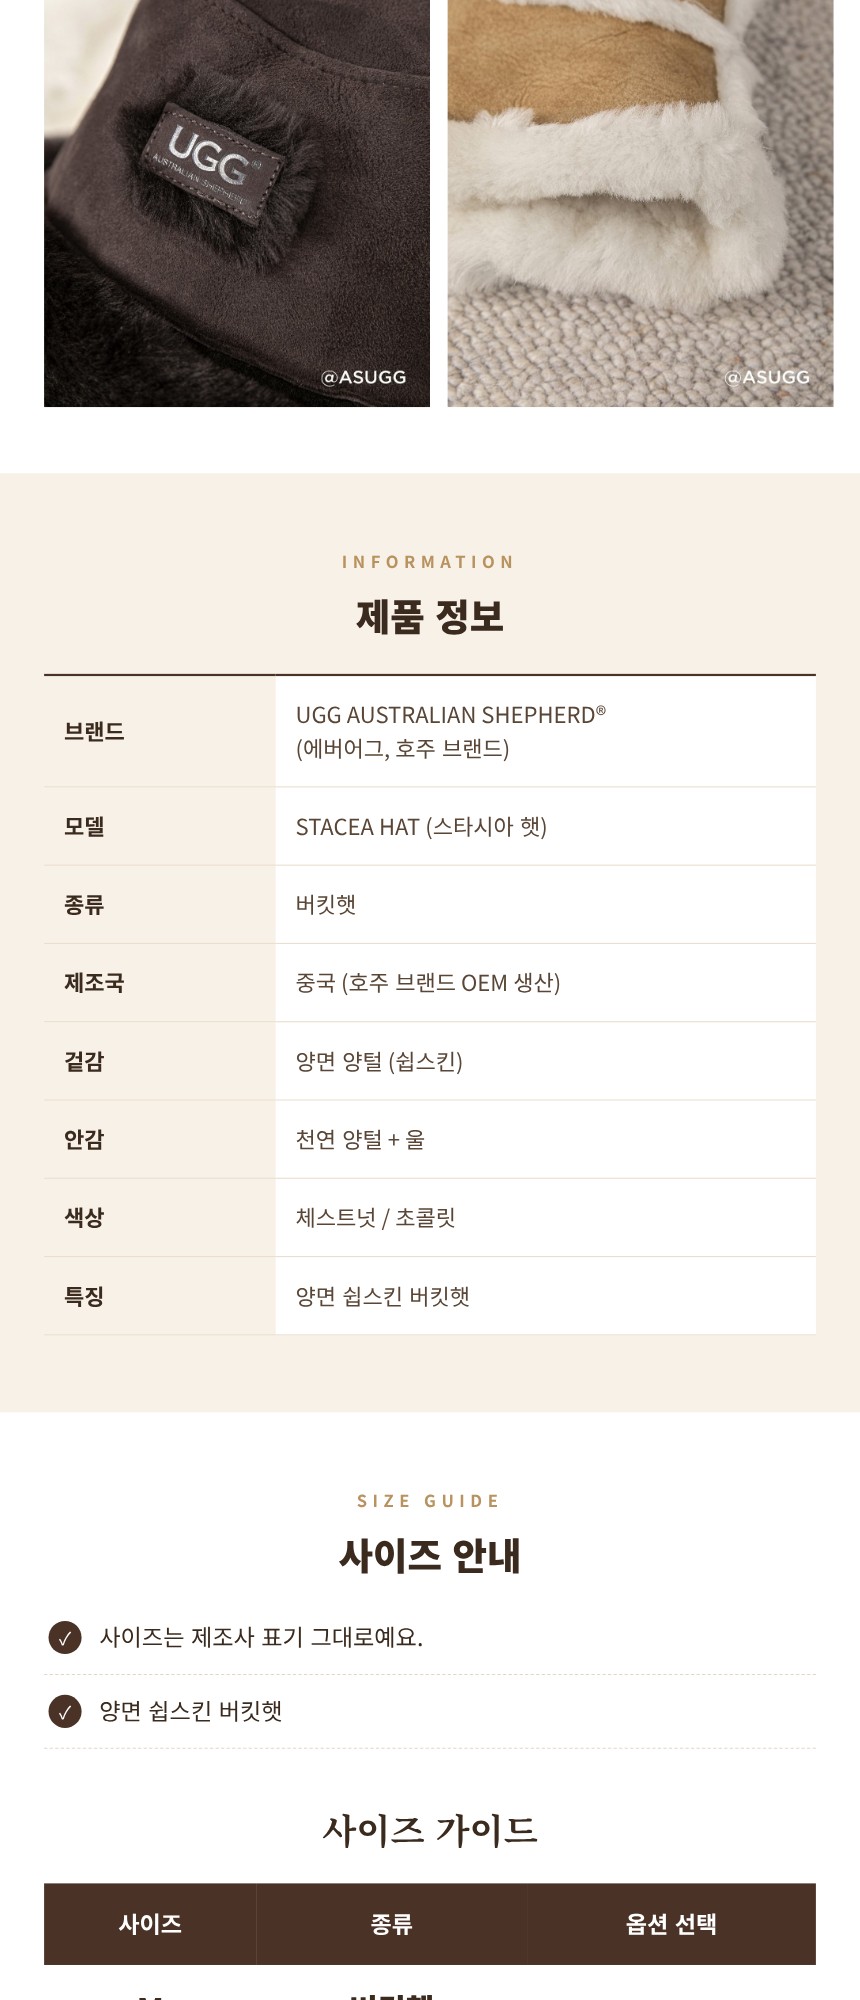 UGG®
AUSTRALIAN SHEPHERD
@ASUGG
@ASUGG
INFORMATION
제품 정보
브랜드
UGG AUSTRALIAN SHEPHERD®
(에버어그, 호주 브랜드)
모델
STACEA HAT (스타시아 햇)
종류
버킷햇
제조국
중국 (호주 브랜드 OEM 생산)
겉감
양면 양털 (쉽스킨)
안감
천연 양털 + 울
색상
체스트넛 / 초콜릿
특징
양면 쉽스킨 버킷햇
SIZE GUIDE
사이즈 안내
✓ 사이즈는 제조사 표기 그대로예요.
✓ 양면 쉽스킨 버킷햇
사이즈 가이드
사이즈 종류 옵션 선택